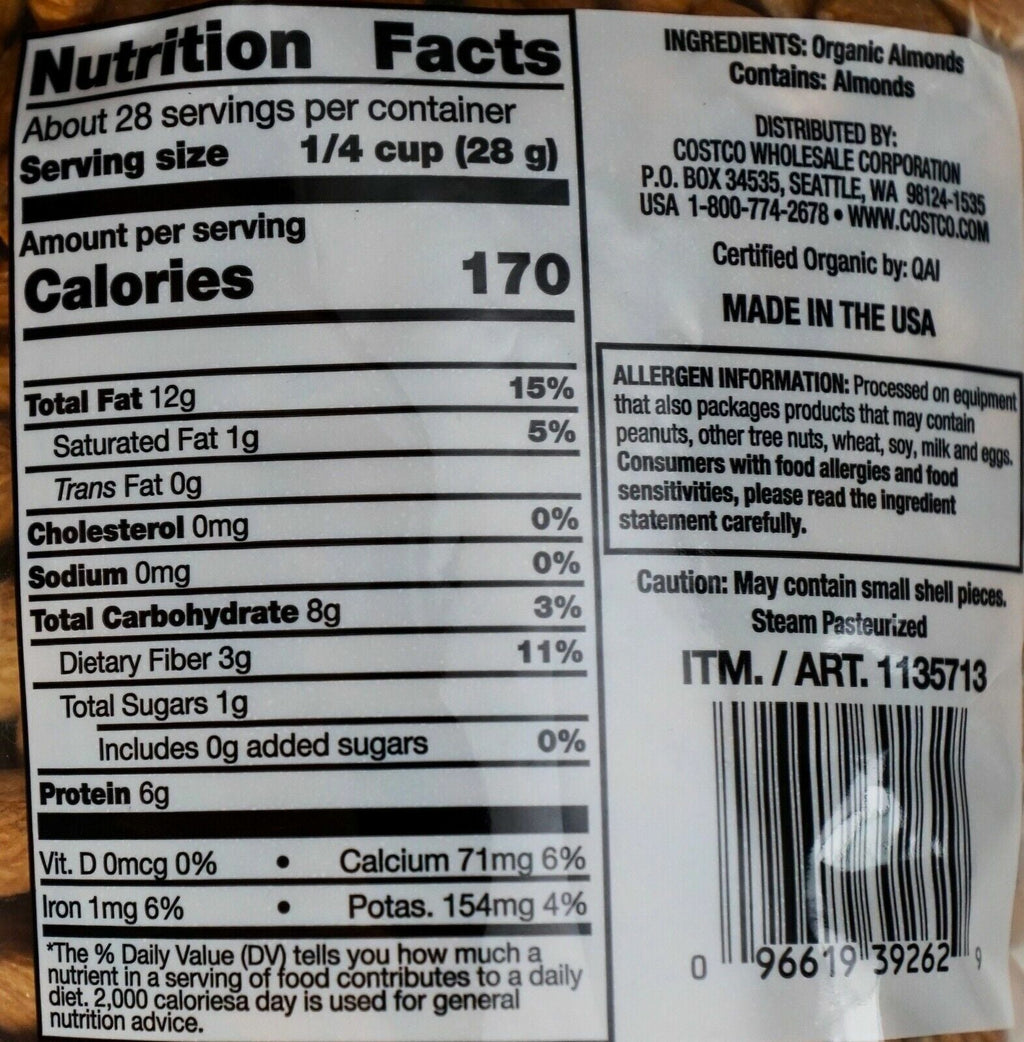 Nutrition Facts
About 28 servings per container
Serving size 1/4 cup (28 g)
Amount per serving
Calories 170
Total Fat 12g 15%
Saturated Fat 1g 5%
Trans Fat 0g
Cholesterol 0mg 0%
Sodium 0mg 0%
Total Carbohydrate 8g 3%
Dietary Fiber 3g 11%
Total Sugars 1g
Includes 0g added sugars 0%
Protein 6g
Vit. D 0mcg 0% • Calcium 71mg 6%
Iron 1mg 6% • Potas. 154mg 4%
*The % Daily Value (DV) tells you how much a
nutrient in a serving of food contributes to a daily
diet. 2,000 caloriesa day is used for general
nutrition advice.
INGREDIENTS: Organic Almonds
Contains: Almonds
DISTRIBUTED BY:
COSTCO WHOLESALE CORPORATION
P.O. BOX 34535, SEATTLE, WA 98124-1535
USA 1-800-774-2678 • WWW.COSTCO.COM
Certified Organic by: QAI
MADE IN THE USA
ALLERGEN INFORMATION: Processed on equipment
that also packages products that may contain
peanuts, other tree nuts, wheat, soy, milk and eggs.
Consumers with food allergies and food
sensitivities, please read the ingredient
statement carefully.
Caution: May contain small shell pieces.
Steam Pasteurized
ITM. / ART. 1135713
0 96619 39262 9